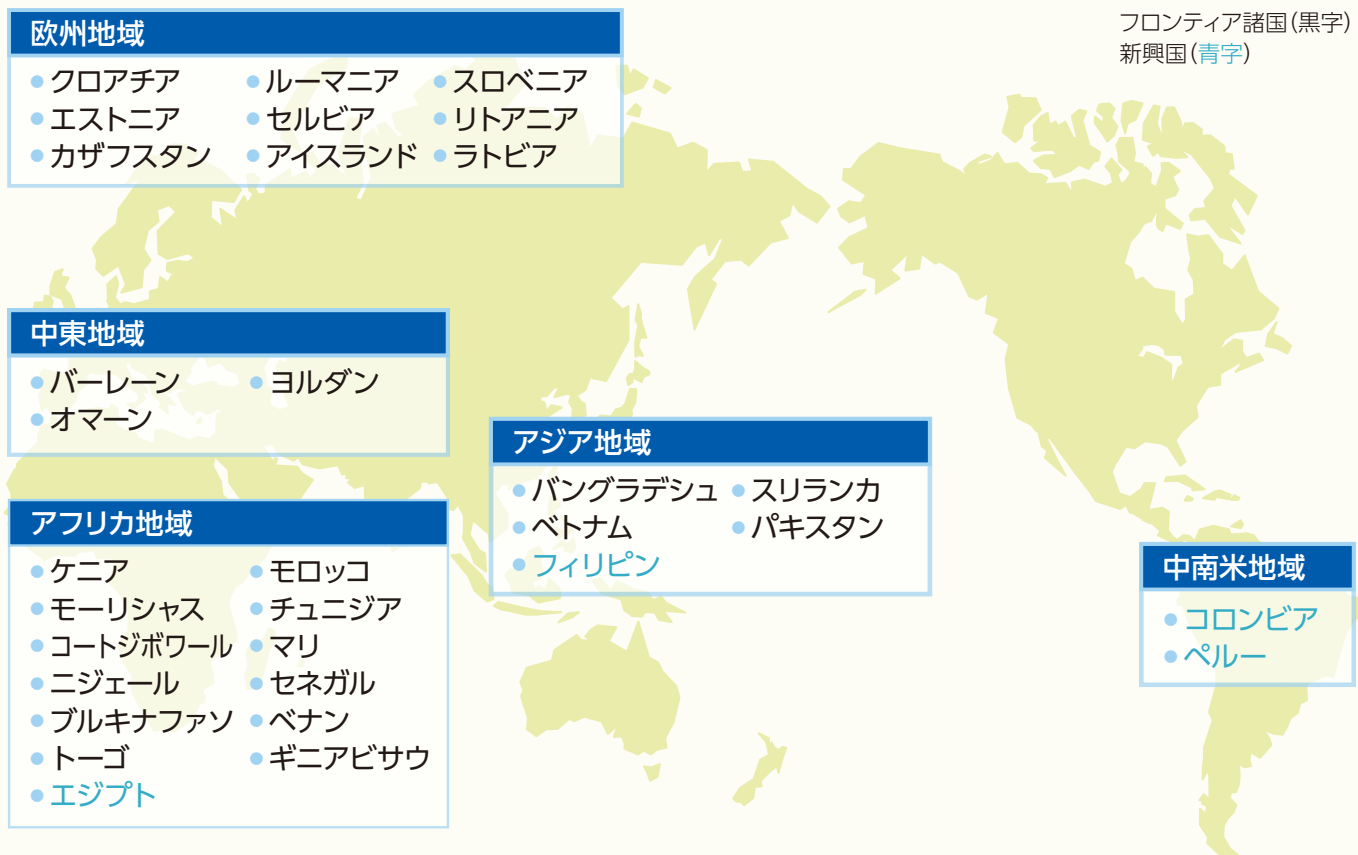 フロンティア諸国(黒字)
新興国(青字)
欧州地域
●クロアチア ●ルーマニア ●スロベニア
●エストニア ●セルビア ●リトアニア
●カザフスタン ●アイスランド ●ラトビア
中東地域
●バーレーン ●ヨルダン
●オマーン
アジア地域
●バングラデシュ ●スリランカ
●ベトナム ●パキスタン
●フィリピン
アフリカ地域
●ケニア ●モロッコ
●モーリシャス ●チュニジア
●コートジボワール ●マリ
●ニジェール ●セネガル
●ブルキナファソ ●ベナン
●トーゴ ●ギニアビサウ
●エジプト
中南米地域
●コロンビア
●ペルー